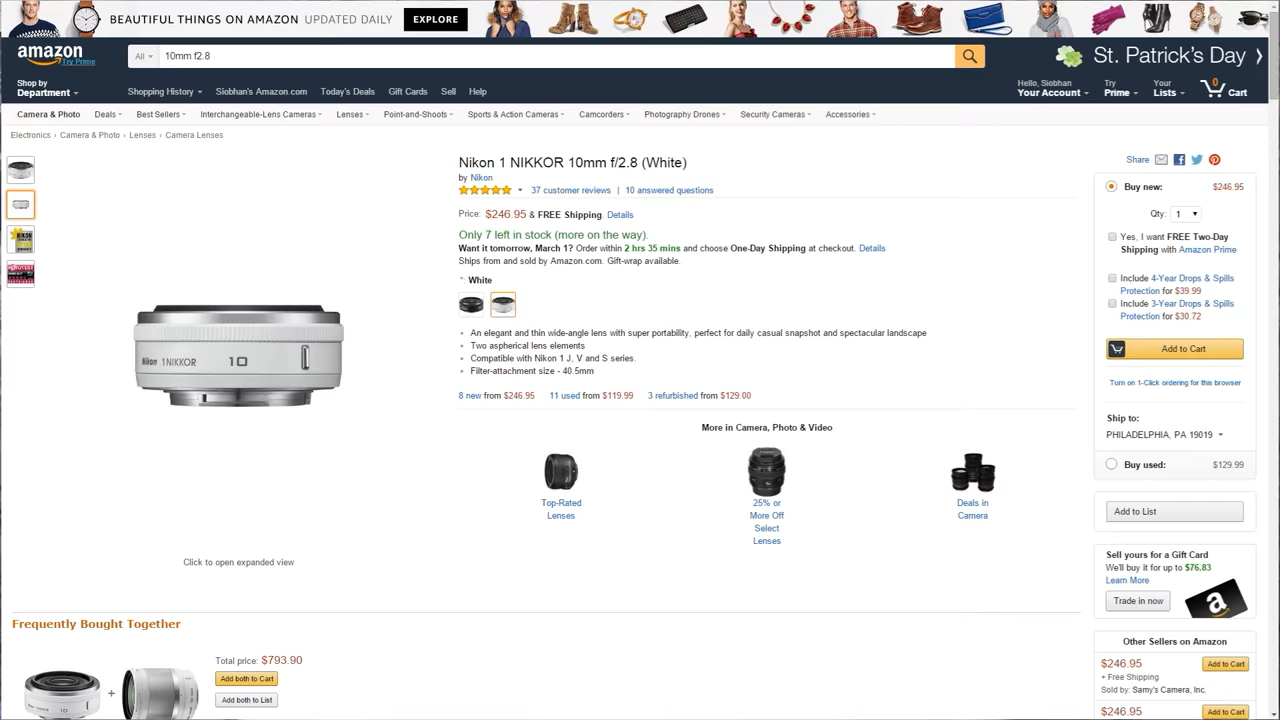 BEAUTIFUL THINGS ON AMAZON UPDATED DAILY EXPLORE
amazon
Try Prime
All
10mm f2.8
St. Patrick's Day
Shop by
Department
Shopping History
Siobhan's Amazon.com
Today's Deals
Gift Cards
Sell
Help
Hello, Siobhan
Your Account
Try
Prime
Your
Lists
0
Cart
Camera & Photo
Deals
Best Sellers
Interchangeable-Lens Cameras
Lenses
Point-and-Shoots
Sports & Action Cameras
Camcorders
Photography Drones
Security Cameras
Accessories
Electronics › Camera & Photo › Lenses › Camera Lenses
Nikon 1 NIKKOR 10mm f/2.8 (White)
by Nikon
37 customer reviews | 10 answered questions
Price: $246.95 & FREE Shipping. Details
Only 7 left in stock (more on the way).
Want it tomorrow, March 1? Order within 2 hrs 35 mins and choose One-Day Shipping at checkout. Details
Ships from and sold by Amazon.com. Gift-wrap available.
*: White
• An elegant and thin wide-angle lens with super portability, perfect for daily casual snapshot and spectacular landscape
• Two aspherical lens elements
• Compatible with Nikon 1 J, V and S series.
• Filter-attachment size - 40.5mm
8 new from $246.95 11 used from $119.99 3 refurbished from $129.00
More in Camera, Photo & Video
Top-Rated
Lenses
25% or
More Off
Select
Lenses
Deals in
Camera
Nikon 1 NIKKOR 10
Click to open expanded view
Share
Buy new: $246.95
Qty: 1
Yes, I want FREE Two-Day
Shipping with Amazon Prime
Include 4-Year Drops & Spills
Protection for $39.99
Include 3-Year Drops & Spills
Protection for $30.72
Add to Cart
Turn on 1-Click ordering for this browser
Ship to:
PHILADELPHIA, PA 19019
Buy used: $129.99
Add to List
Sell yours for a Gift Card
We'll buy it for up to $76.83
Learn More
Trade in now
a
Other Sellers on Amazon
$246.95 Add to Cart
+ Free Shipping
Sold by: Samy's Camera, Inc.
$246.95 Add to Cart
Frequently Bought Together
+
Total price: $793.90
Add both to Cart
Add both to List
10